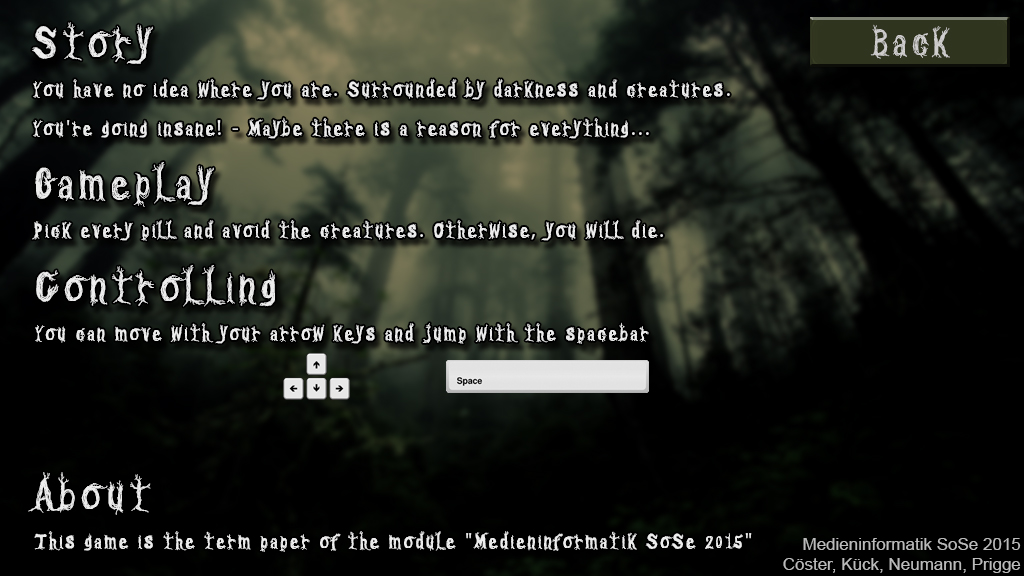 Story
Back
You have no idea where you are. Surrounded by darkness and creatures.
You're going insane! - Maybe there is a reason for everything...
Gameplay
Pick every pill and avoid the creatures. Otherwise, you will die.
Controlling
You can move with your arrow keys and jump with the spacebar
↑
← ↓ →
Space
About
This game is the term paper of the module "Medieninformatik SoSe 2015"
Medieninformatik SoSe 2015
Cöster, Kück, Neumann, Prigge